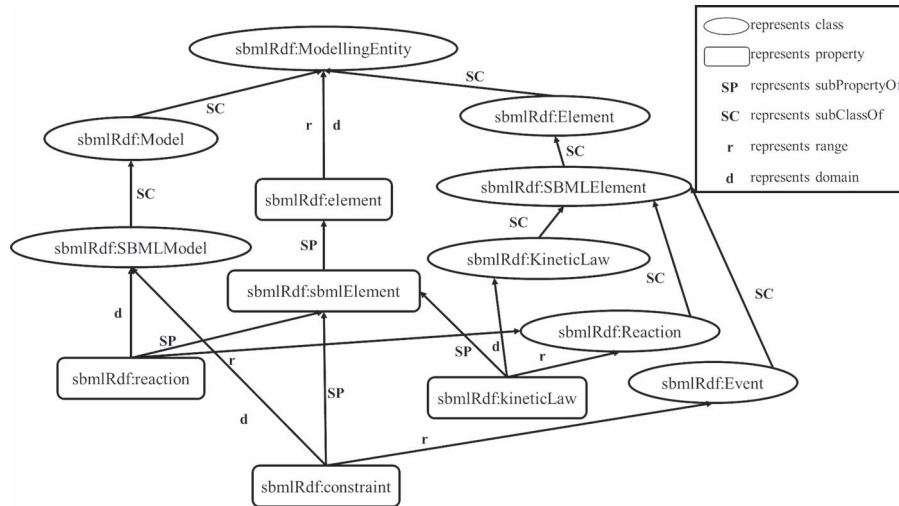 represents class
sbmlRdf:ModellingEntity
represents property
SP represents subPropertyOf
SC
SC
SC represents subClassOf
sbmlRdf:Model
r
d
sbmlRdf:Element
r represents range
SC
d represents domain
SC
sbmlRdf:element
sbmlRdf:SBMLElement
SC
sbmlRdf:SBMLModel
SP
sbmlRdf:KineticLaw
sbmlRdf:sbmlElement
SC
SC
d
sbmlRdf:Reaction
SP
r
SP
d
r
sbmlRdf:reaction
sbmlRdf:Event
SP
sbmlRdf:kineticLaw
d
r
sbmlRdf:constraint